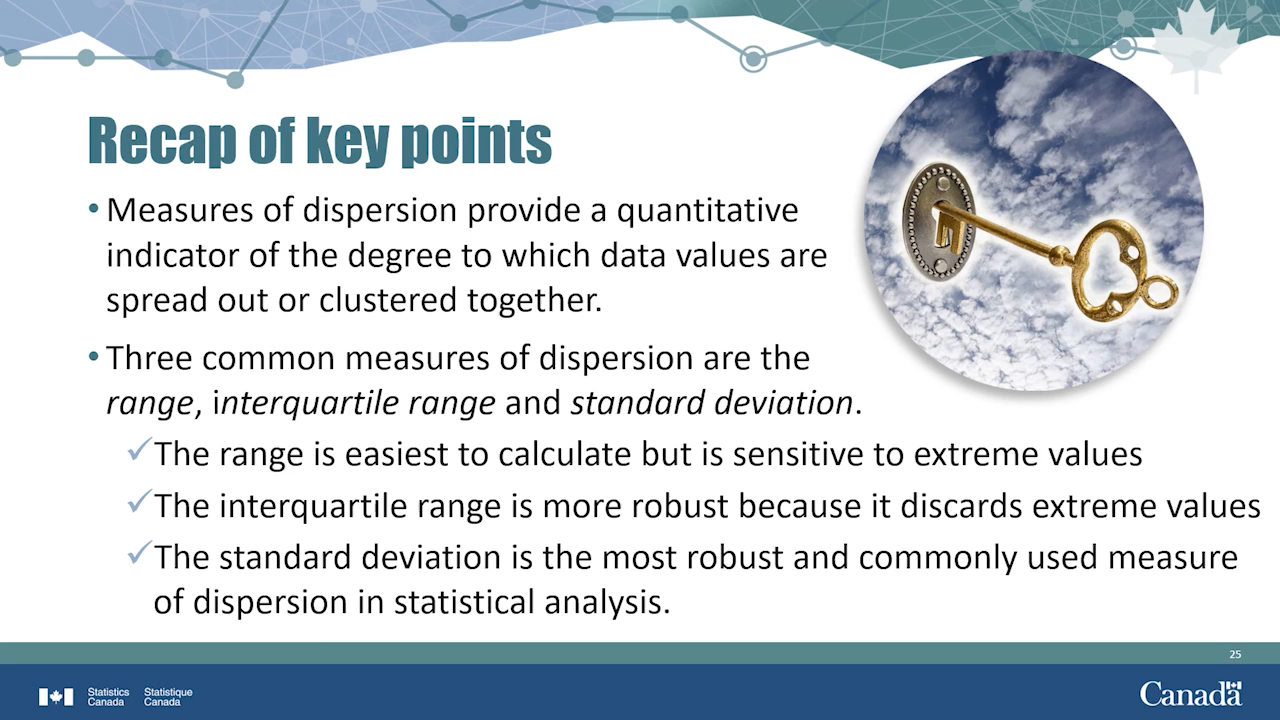 Recap of key points
• Measures of dispersion provide a quantitative
indicator of the degree to which data values are
spread out or clustered together.
• Three common measures of dispersion are the
range, interquartile range and standard deviation.
✓The range is easiest to calculate but is sensitive to extreme values
✓The interquartile range is more robust because it discards extreme values
✓The standard deviation is the most robust and commonly used measure
of dispersion in statistical analysis.
25
Statistics Statistique
Canada Canada
Canada